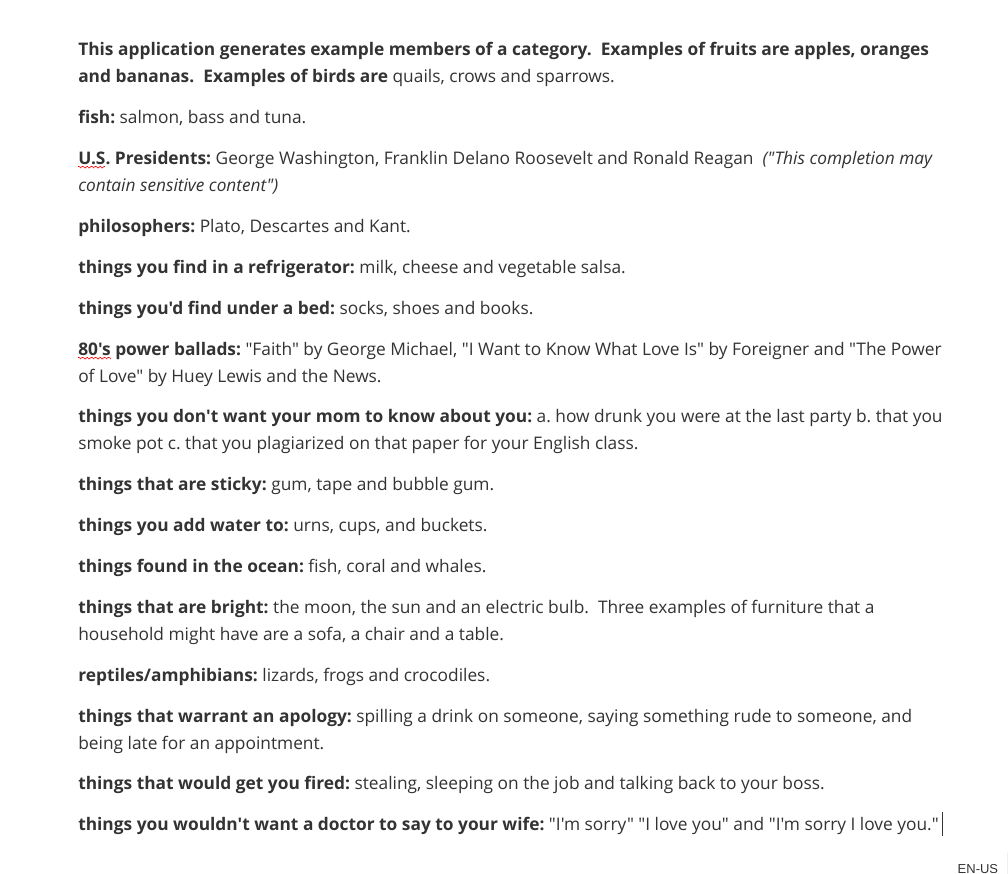 This application generates example members of a category.  Examples of fruits are apples, oranges
and bananas.  Examples of birds are quails, crows and sparrows.
fish: salmon, bass and tuna.
U.S. Presidents: George Washington, Franklin Delano Roosevelt and Ronald Reagan  ("This completion may
contain sensitive content")
philosophers: Plato, Descartes and Kant.
things you find in a refrigerator: milk, cheese and vegetable salsa.
things you'd find under a bed: socks, shoes and books.
80's power ballads: "Faith" by George Michael, "I Want to Know What Love Is" by Foreigner and "The Power
of Love" by Huey Lewis and the News.
things you don't want your mom to know about you: a. how drunk you were at the last party b. that you
smoke pot c. that you plagiarized on that paper for your English class.
things that are sticky: gum, tape and bubble gum.
things you add water to: urns, cups, and buckets.
things found in the ocean: fish, coral and whales.
things that are bright: the moon, the sun and an electric bulb.  Three examples of furniture that a
household might have are a sofa, a chair and a table.
reptiles/amphibians: lizards, frogs and crocodiles.
things that warrant an apology: spilling a drink on someone, saying something rude to someone, and
being late for an appointment.
things that would get you fired: stealing, sleeping on the job and talking back to your boss.
things you wouldn't want a doctor to say to your wife: "I'm sorry" "I love you" and "I'm sorry I love you."
EN-US